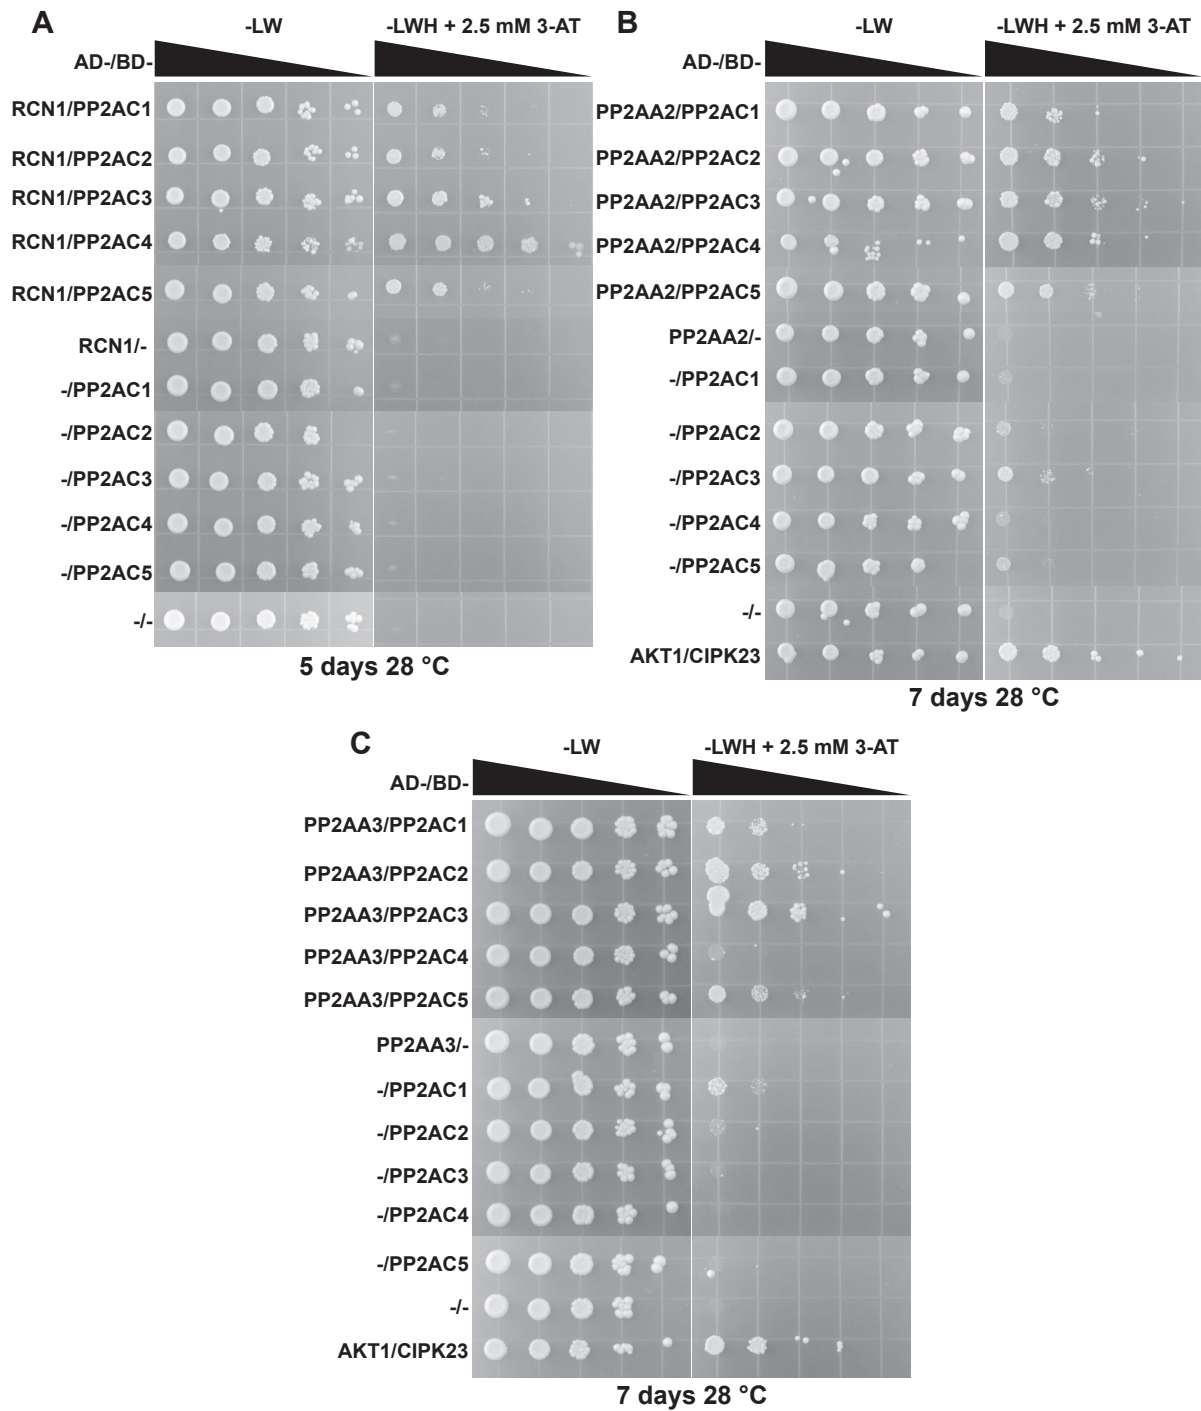 A
-LW
-LWH + 2.5 mM 3-AT
AD-/BD-
RCN1/PP2AC1
RCN1/PP2AC2
RCN1/PP2AC3
RCN1/PP2AC4
RCN1/PP2AC5
RCN1/-
-/PP2AC1
-/PP2AC2
-/PP2AC3
-/PP2AC4
-/PP2AC5
-/-
5 days 28 °C
B
-LW
-LWH + 2.5 mM 3-AT
AD-/BD-
PP2AA2/PP2AC1
PP2AA2/PP2AC2
PP2AA2/PP2AC3
PP2AA2/PP2AC4
PP2AA2/PP2AC5
PP2AA2/-
-/PP2AC1
-/PP2AC2
-/PP2AC3
-/PP2AC4
-/PP2AC5
-/-
AKT1/CIPK23
7 days 28 °C
C
-LW
-LWH + 2.5 mM 3-AT
AD-/BD-
PP2AA3/PP2AC1
PP2AA3/PP2AC2
PP2AA3/PP2AC3
PP2AA3/PP2AC4
PP2AA3/PP2AC5
PP2AA3/-
-/PP2AC1
-/PP2AC2
-/PP2AC3
-/PP2AC4
-/PP2AC5
-/-
AKT1/CIPK23
7 days 28 °C